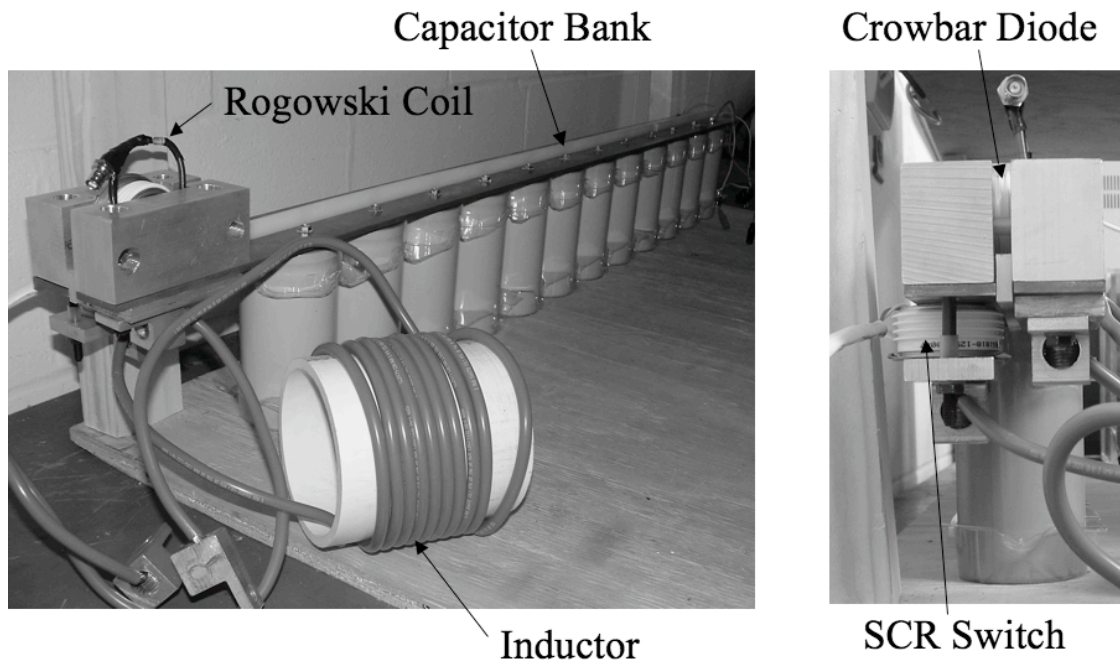 Capacitor Bank
Crowbar Diode
Rogowski Coil
Inductor
SCR Switch